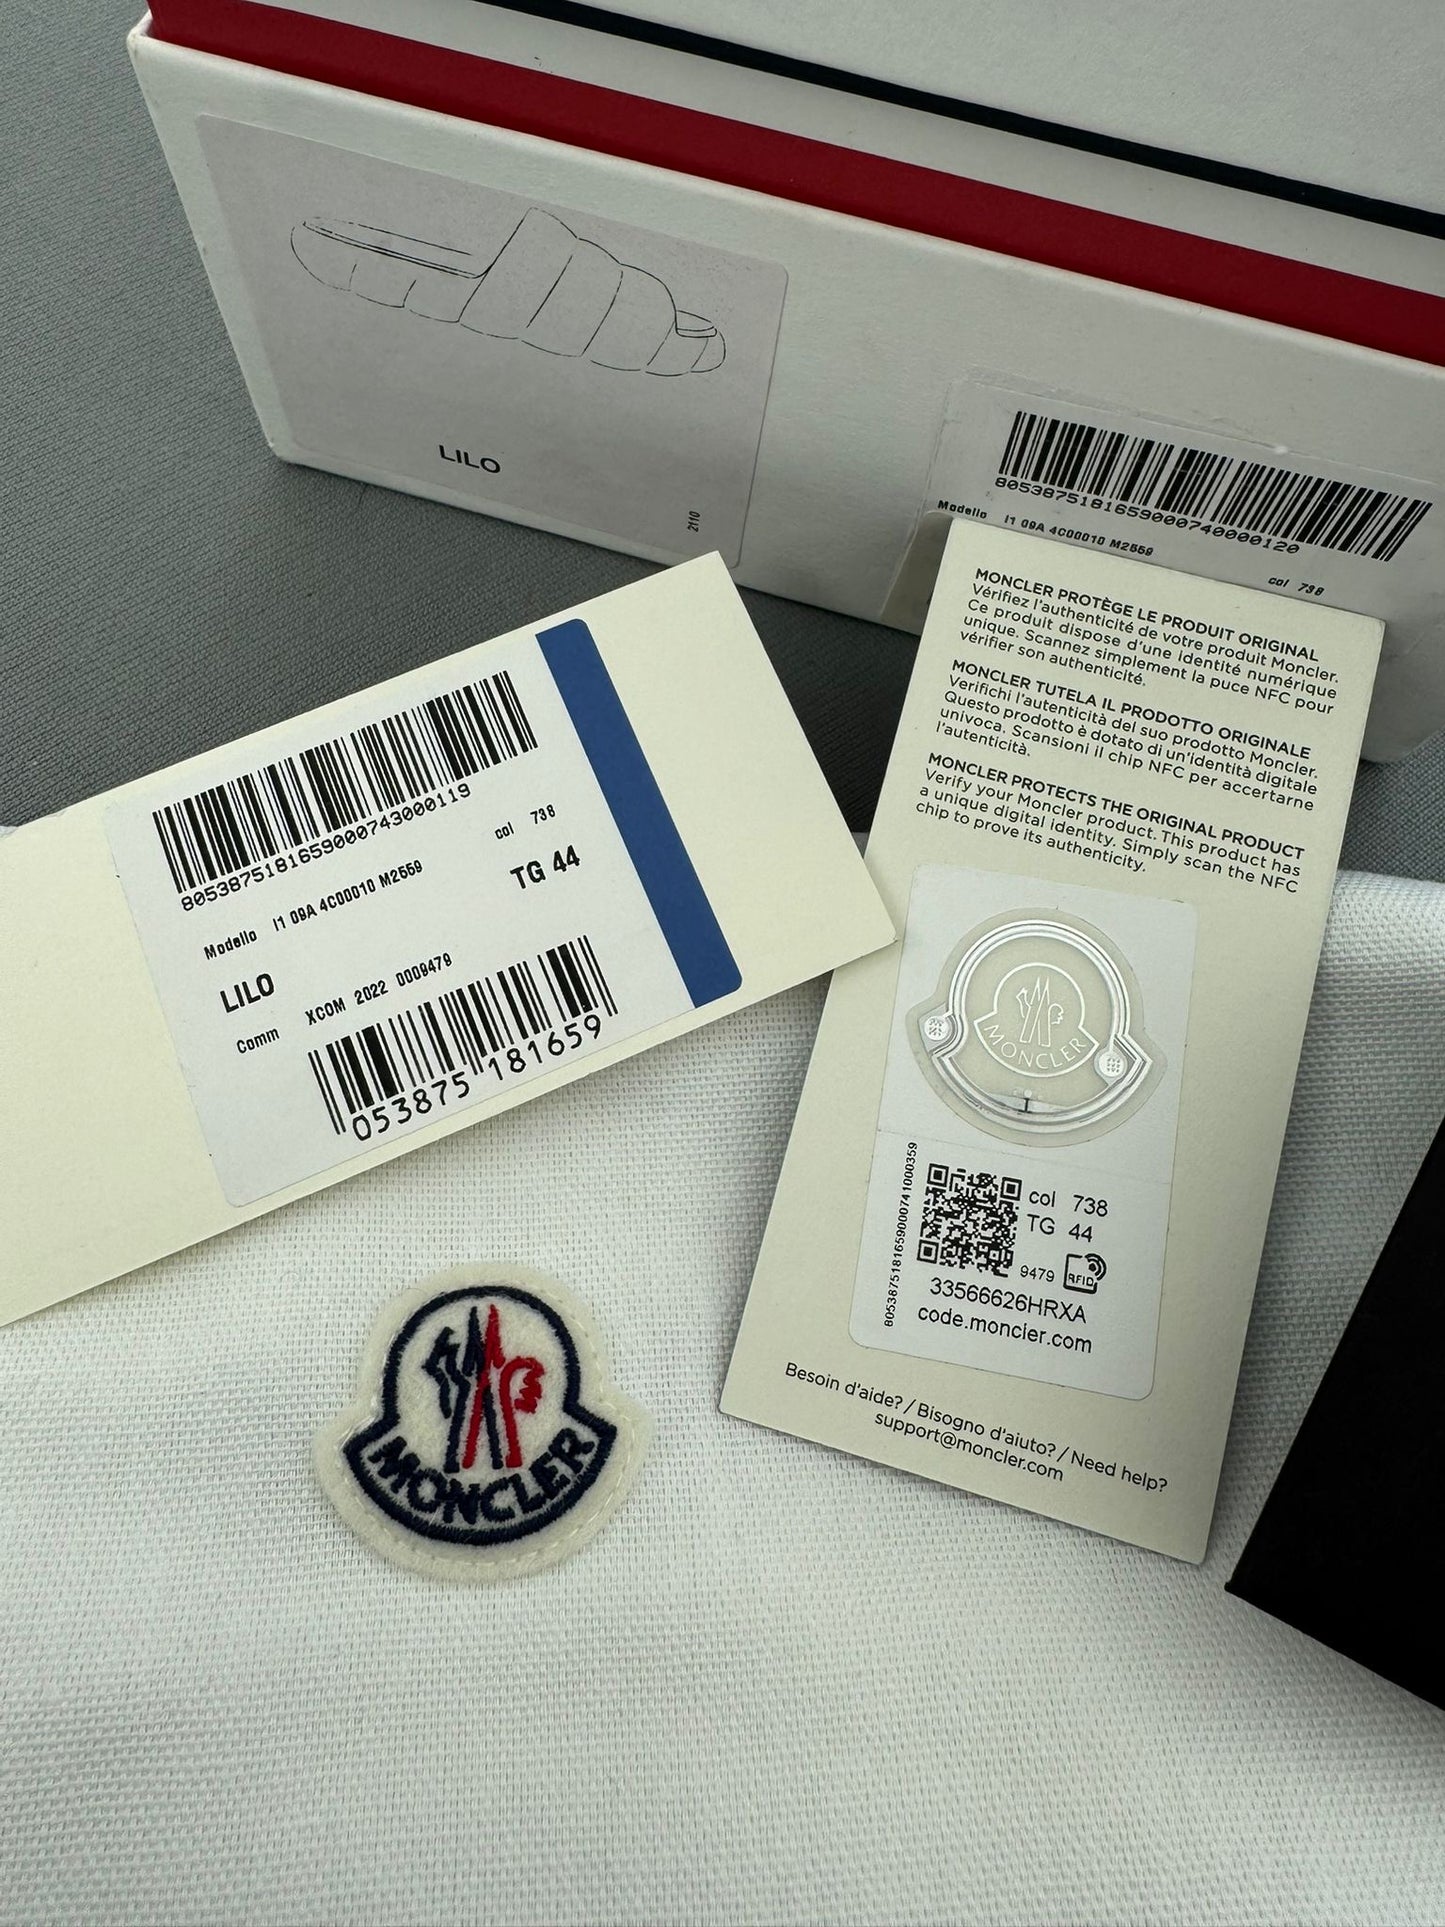 LILO
2110
805387518165900074000​0120
Modello I1 09A 4C00010 M2559
col 738
8053875181659000743000119
Modello I1 09A 4C00010 M2559
col 738
TG 44
LILO
Comm XCOM 2022 0009479
053875 181659
MONCLER PROTÈGE LE PRODUIT ORIGINAL
Vérifiez l'authenticité de votre produit Moncler.
Ce produit dispose d'une identité numérique
unique. Scannez simplement la puce NFC pour
vérifier son authenticité.
MONCLER TUTELA IL PRODOTTO ORIGINALE
Verifichi l'autenticità del suo prodotto Moncler.
Questo prodotto è dotato di un'identità digitale
univoca. Scansioni il chip NFC per accertarne
l'autenticità.
MONCLER PROTECTS THE ORIGINAL PRODUCT
Verify your Moncler product. This product has
a unique digital identity. Simply scan the NFC
chip to prove its authenticity.
MONCLER
8053875181659000741000359
col 738
TG 44
9479 RFID
33566626HRXA
code.moncler.com
Besoin d'aide? / Bisogno d'aiuto? / Need help?
support@moncler.com
MONCLER